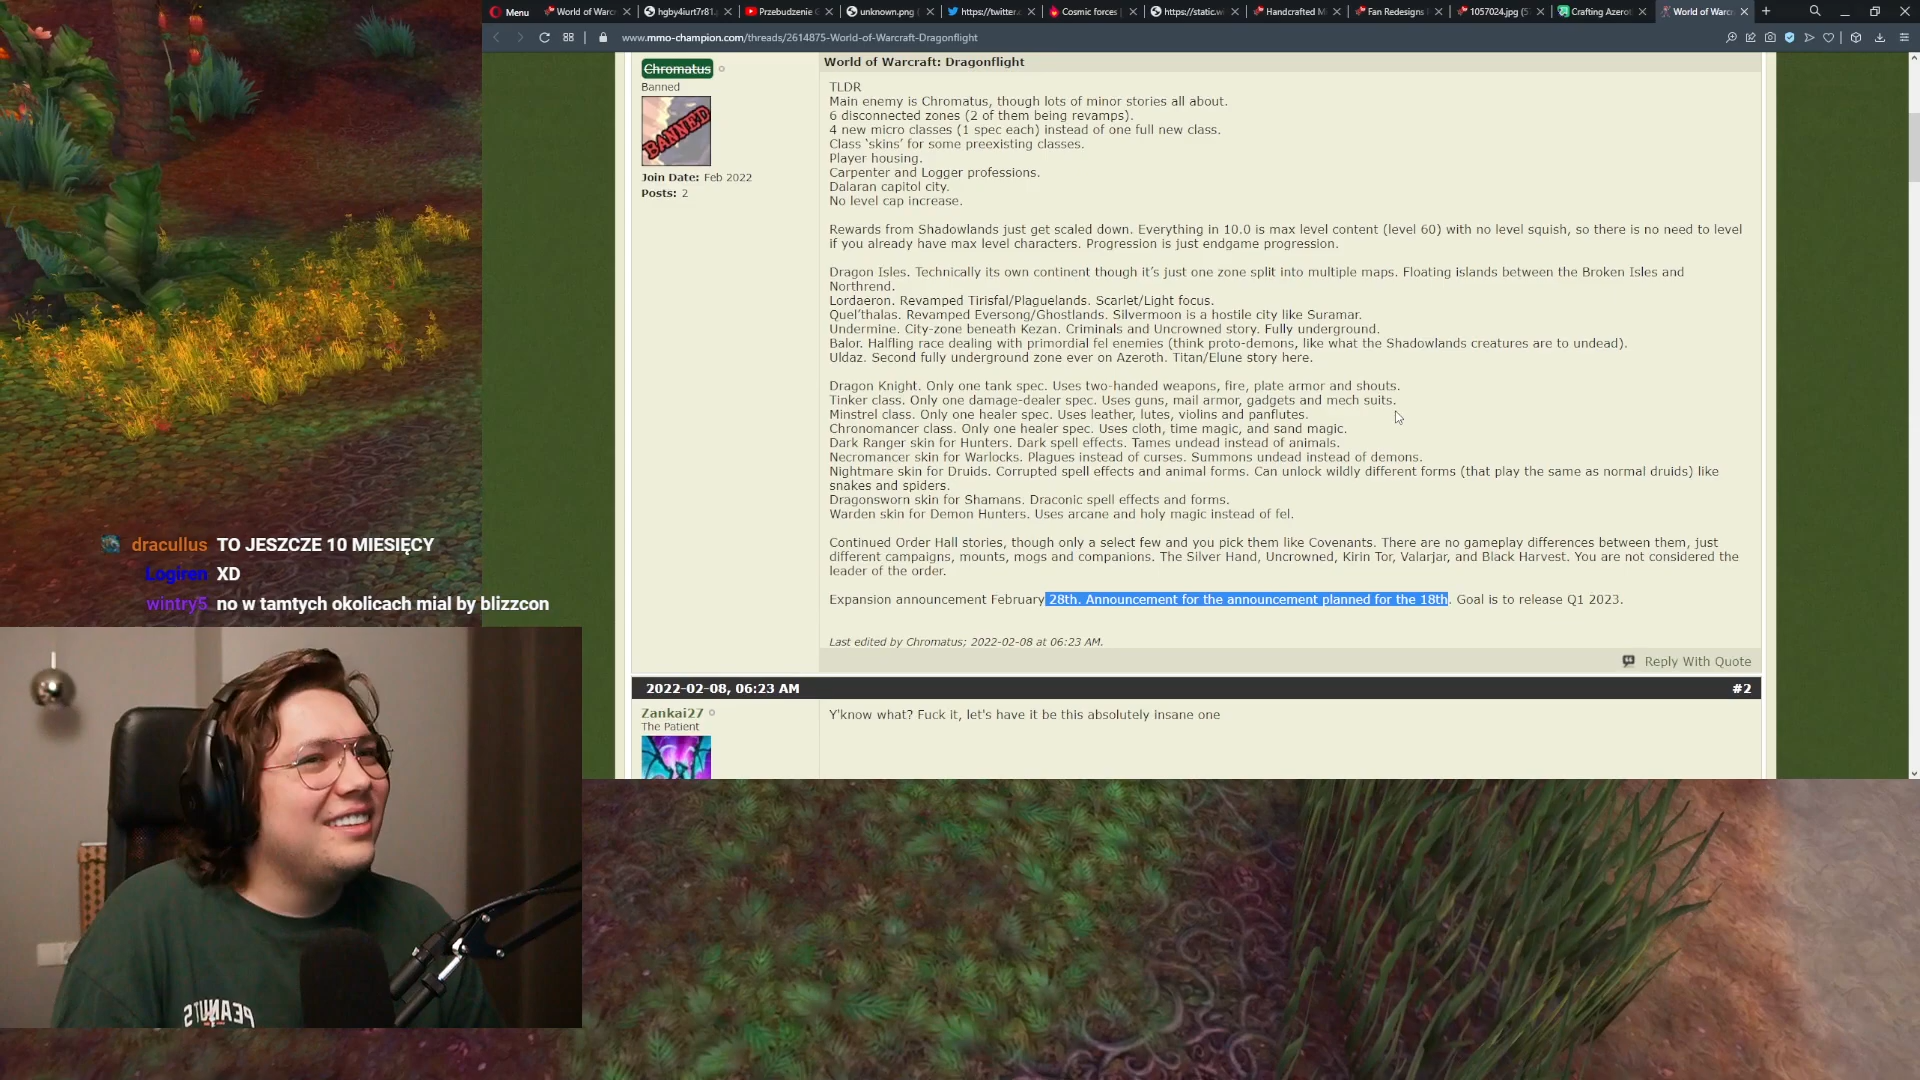 Menu
World of Warc
hgby4iurt7r81.
Przebudzenie
unknown.png (
https://twitter.
Cosmic forces
https://static.wi
Handcrafted M
Fan Redesigns
1057024.jpg (5
Crafting Azerot
World of Warc
www.mmo-champion.com/threads/2614875-World-of-Warcraft-Dragonflight
Chromatus
Banned
BANNED
Join Date: Feb 2022
Posts: 2
World of Warcraft: Dragonflight
TLDR
Main enemy is Chromatus, though lots of minor stories all about.
6 disconnected zones (2 of them being revamps).
4 new micro classes (1 spec each) instead of one full new class.
Class ‘skins’ for some preexisting classes.
Player housing.
Carpenter and Logger professions.
Dalaran capitol city.
No level cap increase.
Rewards from Shadowlands just get scaled down. Everything in 10.0 is max level content (level 60) with no level squish, so there is no need to level
if you already have max level characters. Progression is just endgame progression.
Dragon Isles. Technically its own continent though it’s just one zone split into multiple maps. Floating islands between the Broken Isles and
Northrend.
Lordaeron. Revamped Tirisfal/Plaguelands. Scarlet/Light focus.
Quel’thalas. Revamped Eversong/Ghostlands. Silvermoon is a hostile city like Suramar.
Undermine. City-zone beneath Kezan. Criminals and Uncrowned story. Fully underground.
Balor. Halfling race dealing with primordial fel enemies (think proto-demons, like what the Shadowlands creatures are to undead).
Uldaz. Second fully underground zone ever on Azeroth. Titan/Elune story here.
Dragon Knight. Only one tank spec. Uses two-handed weapons, fire, plate armor and shouts.
Tinker class. Only one damage-dealer spec. Uses guns, mail armor, gadgets and mech suits.
Minstrel class. Only one healer spec. Uses leather, lutes, violins and panflutes.
Chronomancer class. Only one healer spec. Uses cloth, time magic, and sand magic.
Dark Ranger skin for Hunters. Dark spell effects. Tames undead instead of animals.
Necromancer skin for Warlocks. Plagues instead of curses. Summons undead instead of demons.
Nightmare skin for Druids. Corrupted spell effects and animal forms. Can unlock wildly different forms (that play the same as normal druids) like
snakes and spiders.
Dragonsworn skin for Shamans. Draconic spell effects and forms.
Warden skin for Demon Hunters. Uses arcane and holy magic instead of fel.
Continued Order Hall stories, though only a select few and you pick them like Covenants. There are no gameplay differences between them, just
different campaigns, mounts, mogs and companions. The Silver Hand, Uncrowned, Kirin Tor, Valarjar, and Black Harvest. You are not considered the
leader of the order.
Expansion announcement February 28th. Announcement for the announcement planned for the 18th. Goal is to release Q1 2023.
Last edited by Chromatus; 2022-02-08 at 06:23 AM.
Reply With Quote
2022-02-08, 06:23 AM
#2
Zankai27
The Patient
Y'know what? Fuck it, let's have it be this absolutely insane one
dracullus TO JESZCZE 10 MIESIĘCY
Logiren XD
wintry5 no w tamtych okolicach mial by blizzcon
PEANUTS